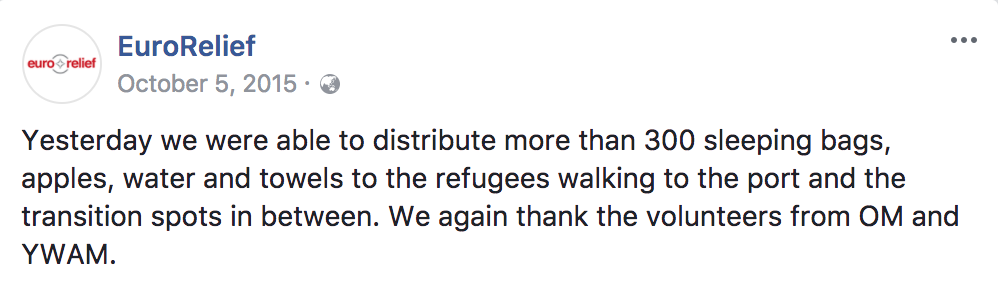 euro relief
EuroRelief
October 5, 2015 ·
Yesterday we were able to distribute more than 300 sleeping bags,
apples, water and towels to the refugees walking to the port and the
transition spots in between. We again thank the volunteers from OM and
YWAM.